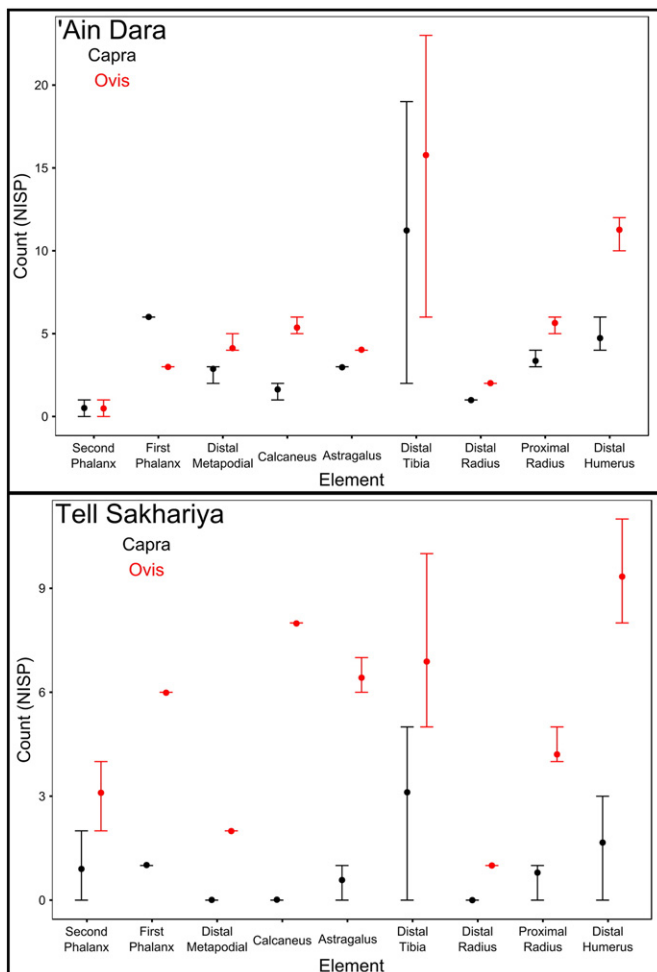 'Ain Dara
Capra
Ovis
Count (NISP)
20
15
10
5
0
Second Phalanx
First Phalanx
Distal Metapodial
Calcaneus
Astragalus
Distal Tibia
Distal Radius
Proximal Radius
Distal Humerus
Element
Tell Sakhariya
Capra
Ovis
Count (NISP)
9
6
3
0
Second Phalanx
First Phalanx
Distal Metapodial
Calcaneus
Astragalus
Distal Tibia
Distal Radius
Proximal Radius
Distal Humerus
Element